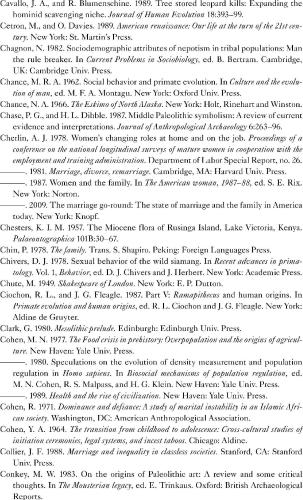 Cavallo, J. A., and R. Blumenschine. 1989. Tree stored leopard kills: Expanding the
hominid scavenging niche. Journal of Human Evolution 18:393–99.
Cetron, M., and O. Davies. 1989. American renaissance: Our life at the turn of the 21st cen-
tury. New York: St. Martin's Press.
Chagnon, N. 1982. Sociodemographic attributes of nepotism in tribal populations: Man
the rule breaker. In Current Problems in Sociobiology, ed. B. Bertram. Cambridge,
UK: Cambridge Univ. Press.
Chance, M. R. A. 1962. Social behavior and primate evolution. In Culture and the evolu-
tion of man, ed. M. F. A. Montagu. New York: Oxford Univ. Press.
Chance, N. A. 1966. The Eskimo of North Alaska. New York: Holt, Rinehart and Winston.
Chase, P. G., and H. L. Dibble. 1987. Middle Paleolithic symbolism: A review of current
evidence and interpretations. Journal of Anthropological Archaeology 6:263–96.
Cherlin, A. J. 1978. Women's changing roles at home and on the job. Proceedings of a
conference on the national longitudinal surveys of mature women in cooperation with the
employment and training administration. Department of Labor Special Report, no. 26.
———. 1981. Marriage, divorce, remarriage. Cambridge, MA: Harvard Univ. Press.
———. 1987. Women and the family. In The American woman, 1987–88, ed. S. E. Rix.
New York: Norton.
———. 2009. The marriage go-round: The state of marriage and the family in America
today. New York: Knopf.
Chesters, K. I. M. 1957. The Miocene flora of Rusinga Island, Lake Victoria, Kenya.
Palaeontographica 101B:30–67.
Chin, P. 1978. The family. Trans. S. Shapiro. Peking: Foreign Languages Press.
Chivers, D. J. 1978. Sexual behavior of the wild siamang. In Recent advances in prima-
tology. Vol. 1, Behavior, ed. D. J. Chivers and J. Herbert. New York: Academic Press.
Chute, M. 1949. Shakespeare of London. New York: E. P. Dutton.
Ciochon, R. L., and J. G. Fleagle. 1987. Part V: Ramapithecus and human origins. In
Primate evolution and human origins, ed. R. L. Ciochon and J. G. Fleagle. New York:
Aldine de Gruyter.
Clark, G. 1980. Mesolithic prelude. Edinburgh: Edinburgh Univ. Press.
Cohen, M. N. 1977. The Food crisis in prehistory: Overpopulation and the origins of agricul-
ture. New Haven: Yale Univ. Press.
———. 1980. Speculations on the evolution of density measurement and population
regulation in Homo sapiens. In Biosocial mechanisms of population regulation, ed.
M. N. Cohen, R. S. Malpass, and H. G. Klein. New Haven: Yale Univ. Press.
———. 1989. Health and the rise of civilization. New Haven: Yale Univ. Press.
Cohen, R. 1971. Dominance and defiance: A study of marital instability in an Islamic Afri-
can society. Washington, DC: American Anthropological Association.
Cohen, Y. A. 1964. The transition from childhood to adolescence: Cross-cultural studies of
initiation ceremonies, legal systems, and incest taboos. Chicago: Aldine.
Collier, J. F. 1988. Marriage and inequality in classless societies. Stanford, CA: Stanford
Univ. Press.
Conkey, M. W. 1983. On the origins of Paleolithic art: A review and some critical
thoughts. In The Mousterian legacy, ed. E. Trinkaus. Oxford: British Archaeological
Reports.